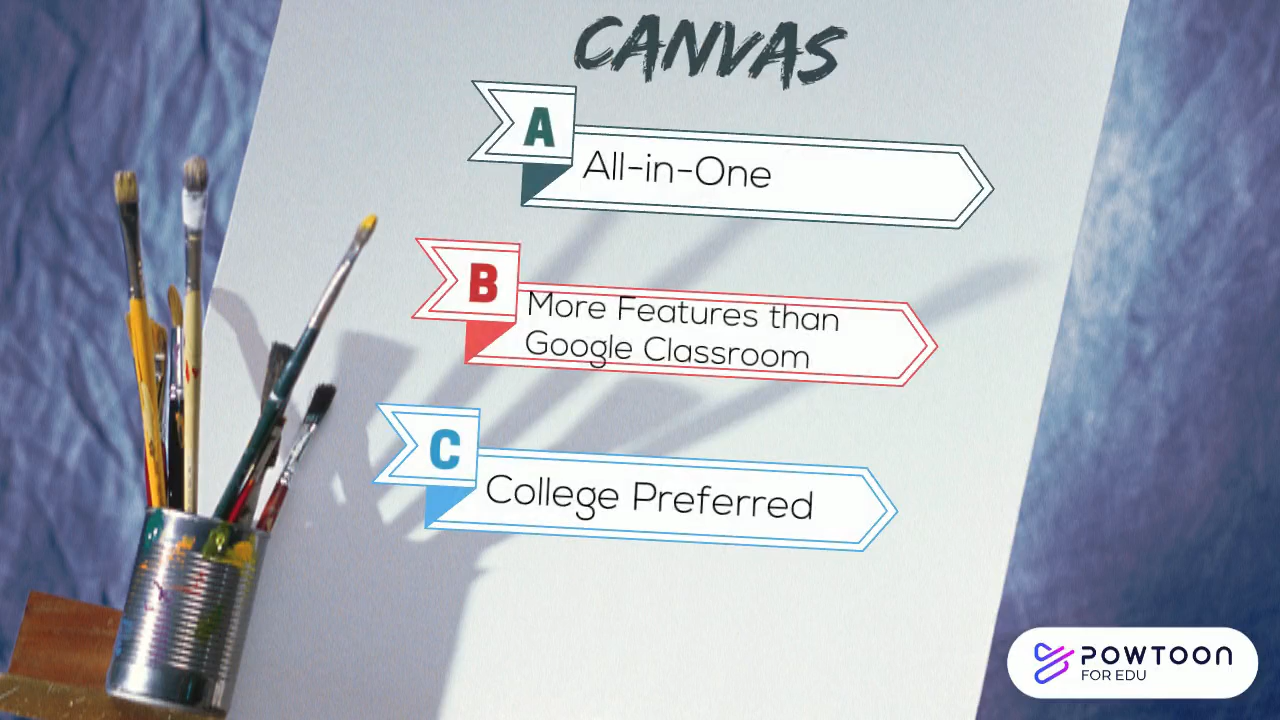 CANVAS
A
All-in-One
B
More Features than
Google Classroom
C
College Preferred
POWTOON
FOR EDU